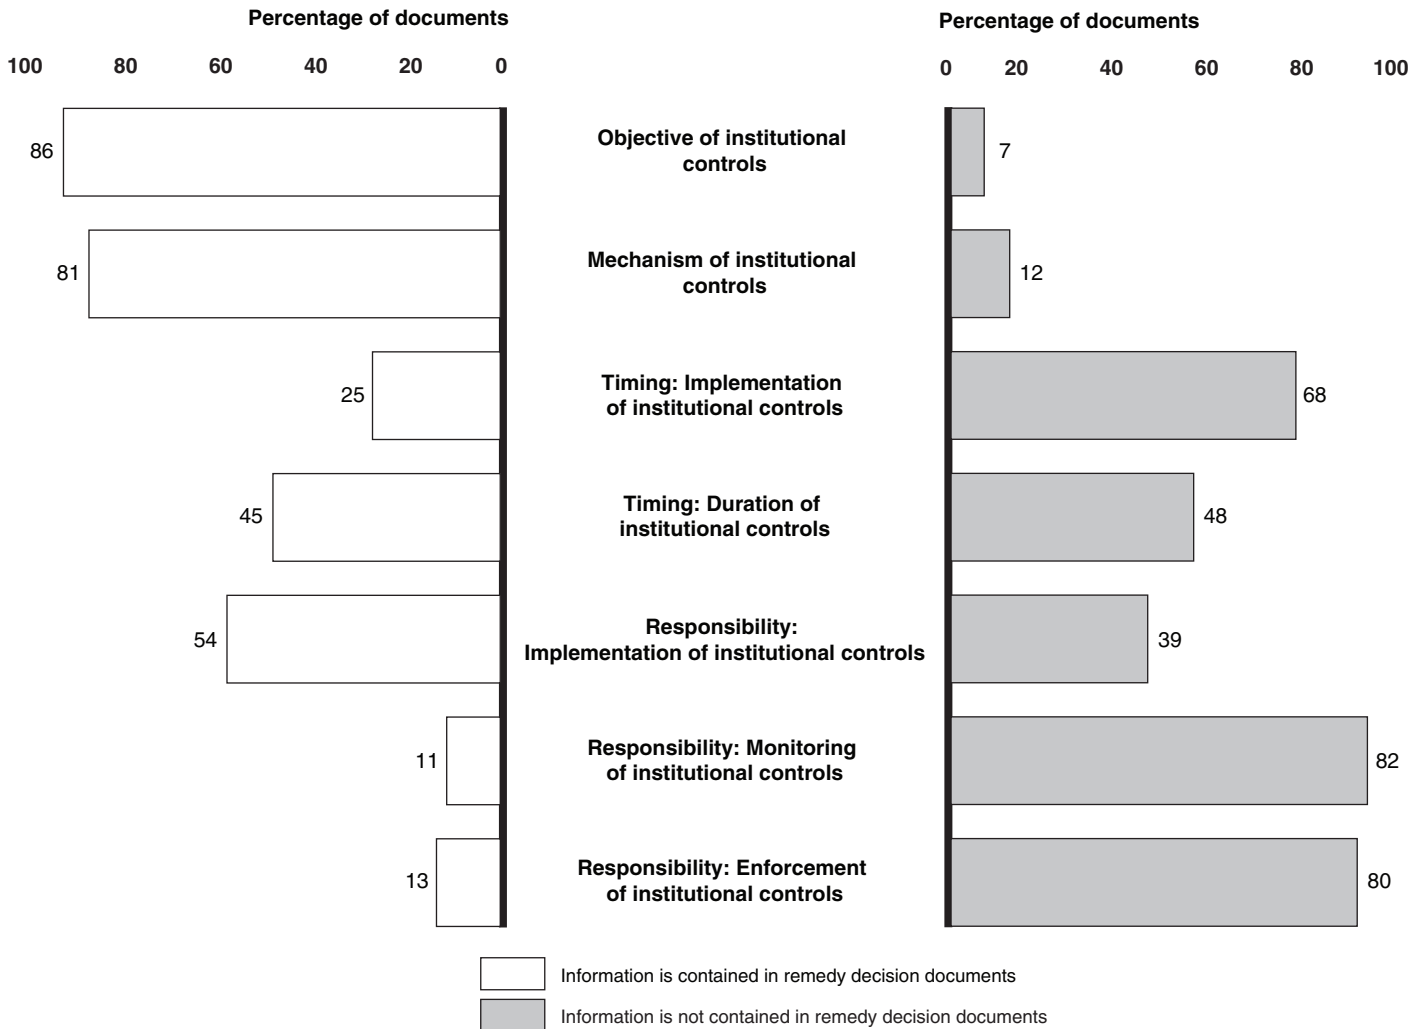 Percentage of documents
Percentage of documents
100 80 60 40 20 0
0 20 40 60 80 100
86
Objective of institutional
controls
7
81
Mechanism of institutional
controls
12
25
Timing: Implementation
of institutional controls
68
45
Timing: Duration of
institutional controls
48
54
Responsibility:
Implementation of institutional controls
39
11
Responsibility: Monitoring
of institutional controls
82
13
Responsibility: Enforcement
of institutional controls
80
Information is contained in remedy decision documents
Information is not contained in remedy decision documents